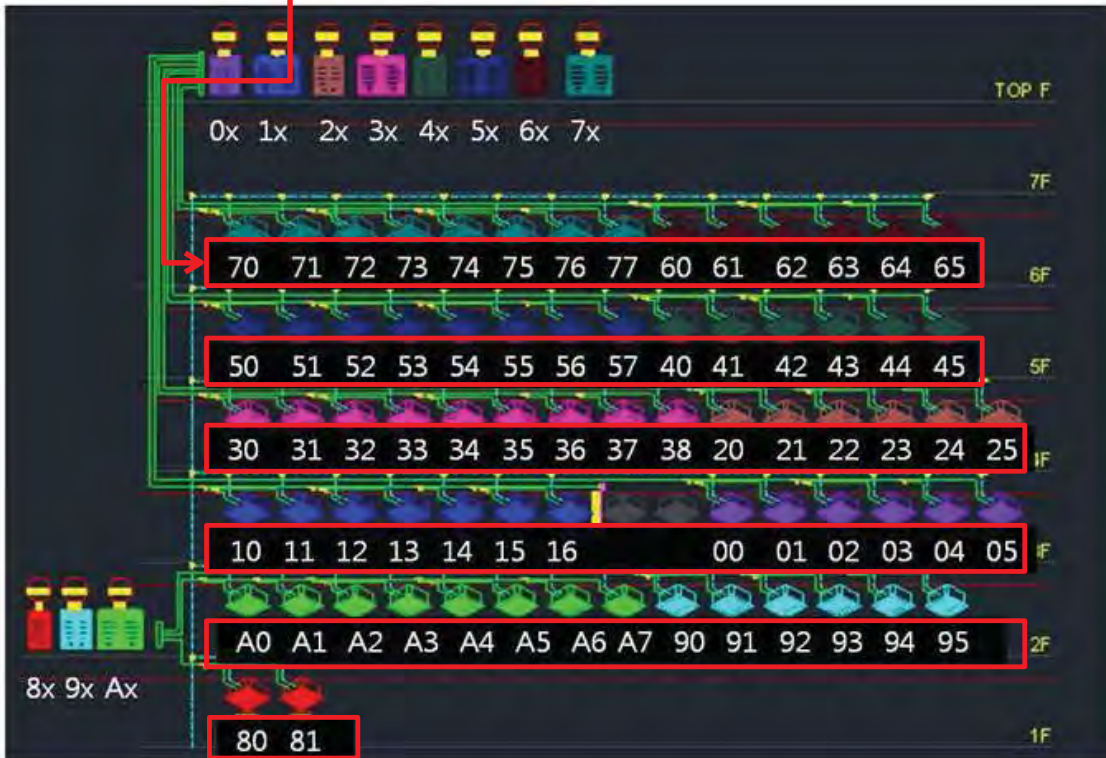 TOP F
0x 1x 2x 3x 4x 5x 6x 7x
7F
70 71 72 73 74 75 76 77 60 61 62 63 64 65
6F
50 51 52 53 54 55 56 57 40 41 42 43 44 45
5F
30 31 32 33 34 35 36 37 38 20 21 22 23 24 25
10 11 12 13 14 15 16 00 01 02 03 04 05
A0 A1 A2 A3 A4 A5 A6 A7 90 91 92 93 94 95
2F
8x 9x Ax
80 81
1F